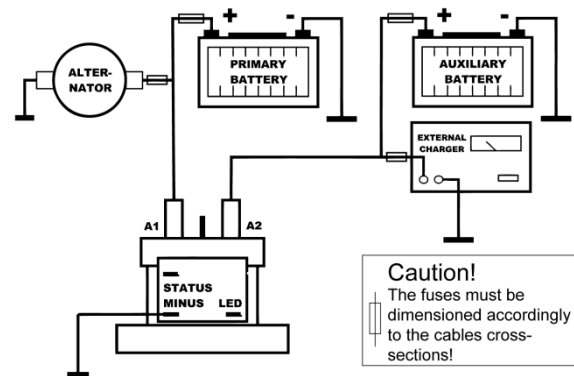 + -
+ -
ALTER-
NATOR
PRIMARY
BATTERY
AUXILIARY
BATTERY
EXTERNAL
CHARGER
A1
A2
STATUS
MINUS LED
Caution!
The fuses must be
dimensioned accordingly
to the cables cross-
sections!